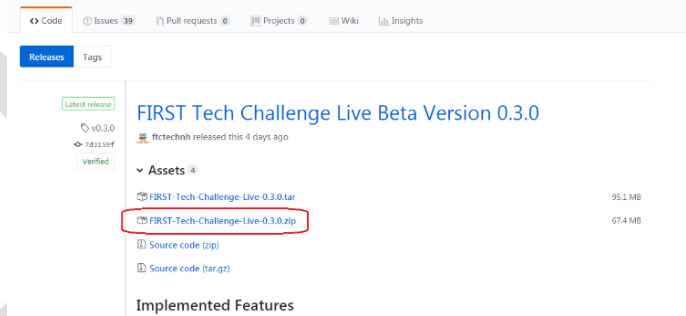 Code Issues 39 Pull requests 0 Projects 0 Wiki Insights
Releases Tags
Latest release
v0.3.0
7d3159f
Verified
FIRST Tech Challenge Live Beta Version 0.3.0
ftctechnh released this 4 days ago
Assets 4
FIRST-Tech-Challenge-Live-0.3.0.tar 95.1 MB
FIRST-Tech-Challenge-Live-0.3.0.zip 67.4 MB
Source code (zip)
Source code (tar.gz)
Implemented Features